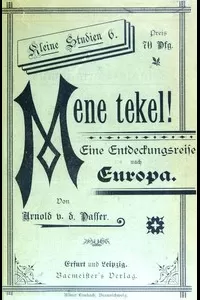 Kleine Studien 6.
Preis
70 Pfg.
Mene tekel!
Eine Entdeckungsreise
nach
Europa.
Von
Arnold v. d. Passer.
Erfurt und Leipzig.
Bacmeister's Verlag.